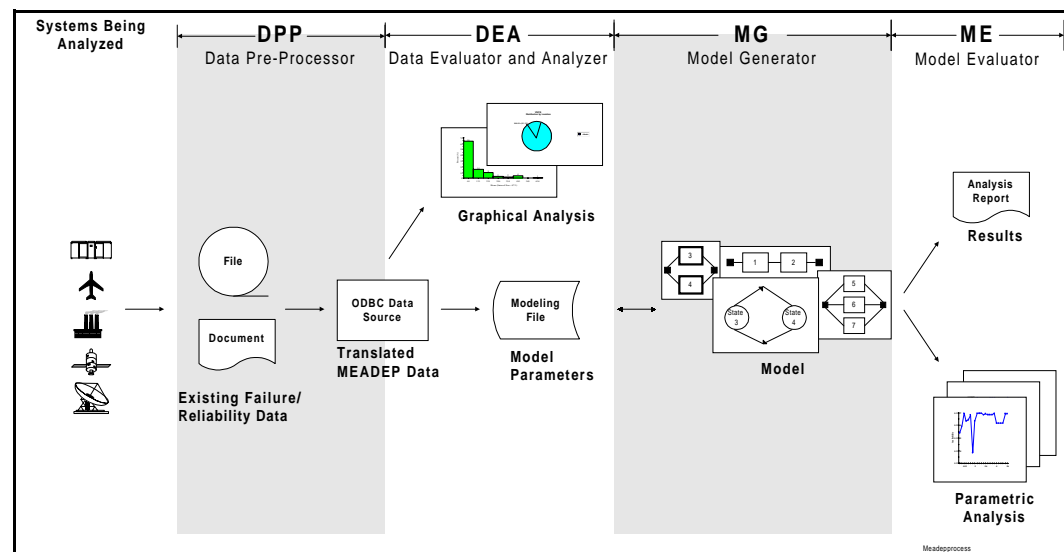 Systems Being
Analyzed
DPP
Data Pre-Processor
DEA
Data Evaluator and Analyzer
MG
Model Generator
ME
Model Evaluator
Graphical Analysis
File
Document
Existing Failure/
Reliability Data
ODBC Data
Source
Translated
MEADEP Data
Modeling
File
Model
Parameters
3
4
1
2
State
3
State
4
5
6
7
Model
Analysis
Report
Results
Parametric
Analysis
Meadepprocess